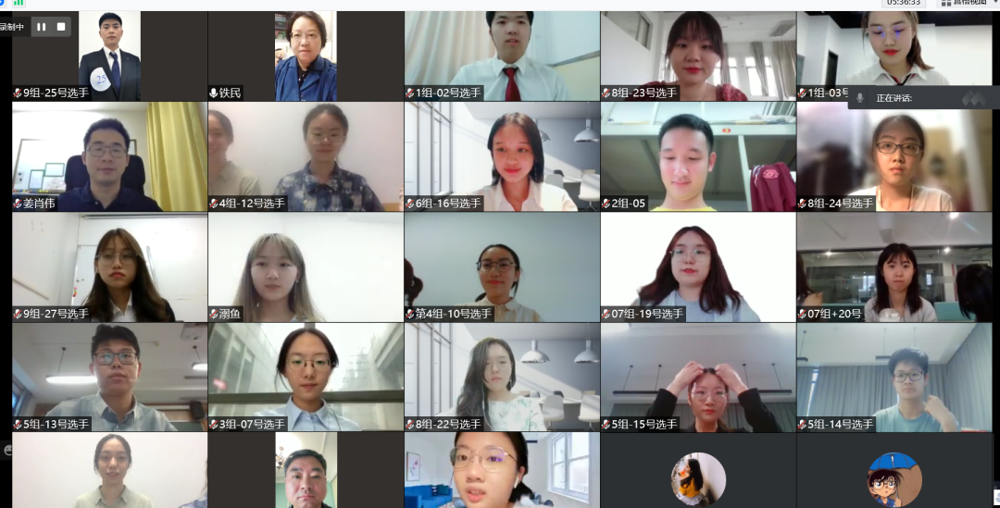 05:36:33
宫格视图
录制中
9组-25号选手
铁民
1组-02号选手
8组-23号选手
1组-03号
23
正在讲话:
姜肖伟
4组-12号选手
6组-16号选手
2组-05
8组-24号选手
9组-27号选手
溺鱼
第4组-10号选手
07组-19号选手
07组+20号
5组-13号选手
3组-07号选手
8组-22号选手
5组-15号选手
5组-14号选手